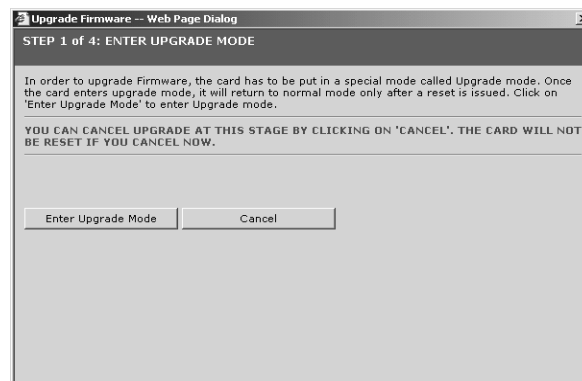 Upgrade Firmware -- Web Page Dialog
STEP 1 of 4: ENTER UPGRADE MODE
In order to upgrade Firmware, the card has to be put in a special mode called Upgrade mode. Once
the card enters upgrade mode, it will return to normal mode only after a reset is issued. Click on
'Enter Upgrade Mode' to enter Upgrade mode.
YOU CAN CANCEL UPGRADE AT THIS STAGE BY CLICKING ON 'CANCEL'. THE CARD WILL NOT
BE RESET IF YOU CANCEL NOW.
Enter Upgrade Mode Cancel